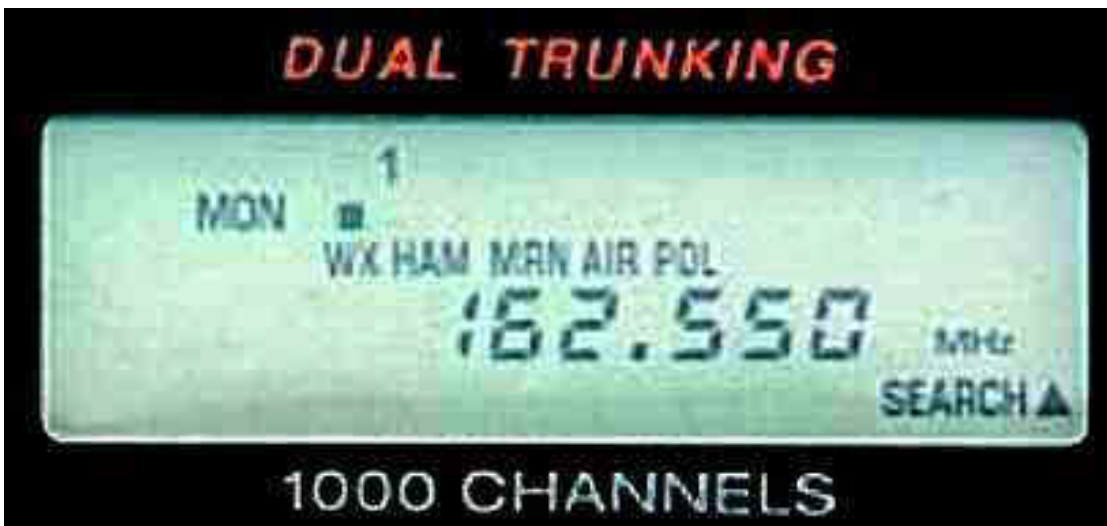 DUAL TRUNKING
1
MON
WX HAM MRN AIR POL
162.550 MHz
SEARCH
1000 CHANNELS